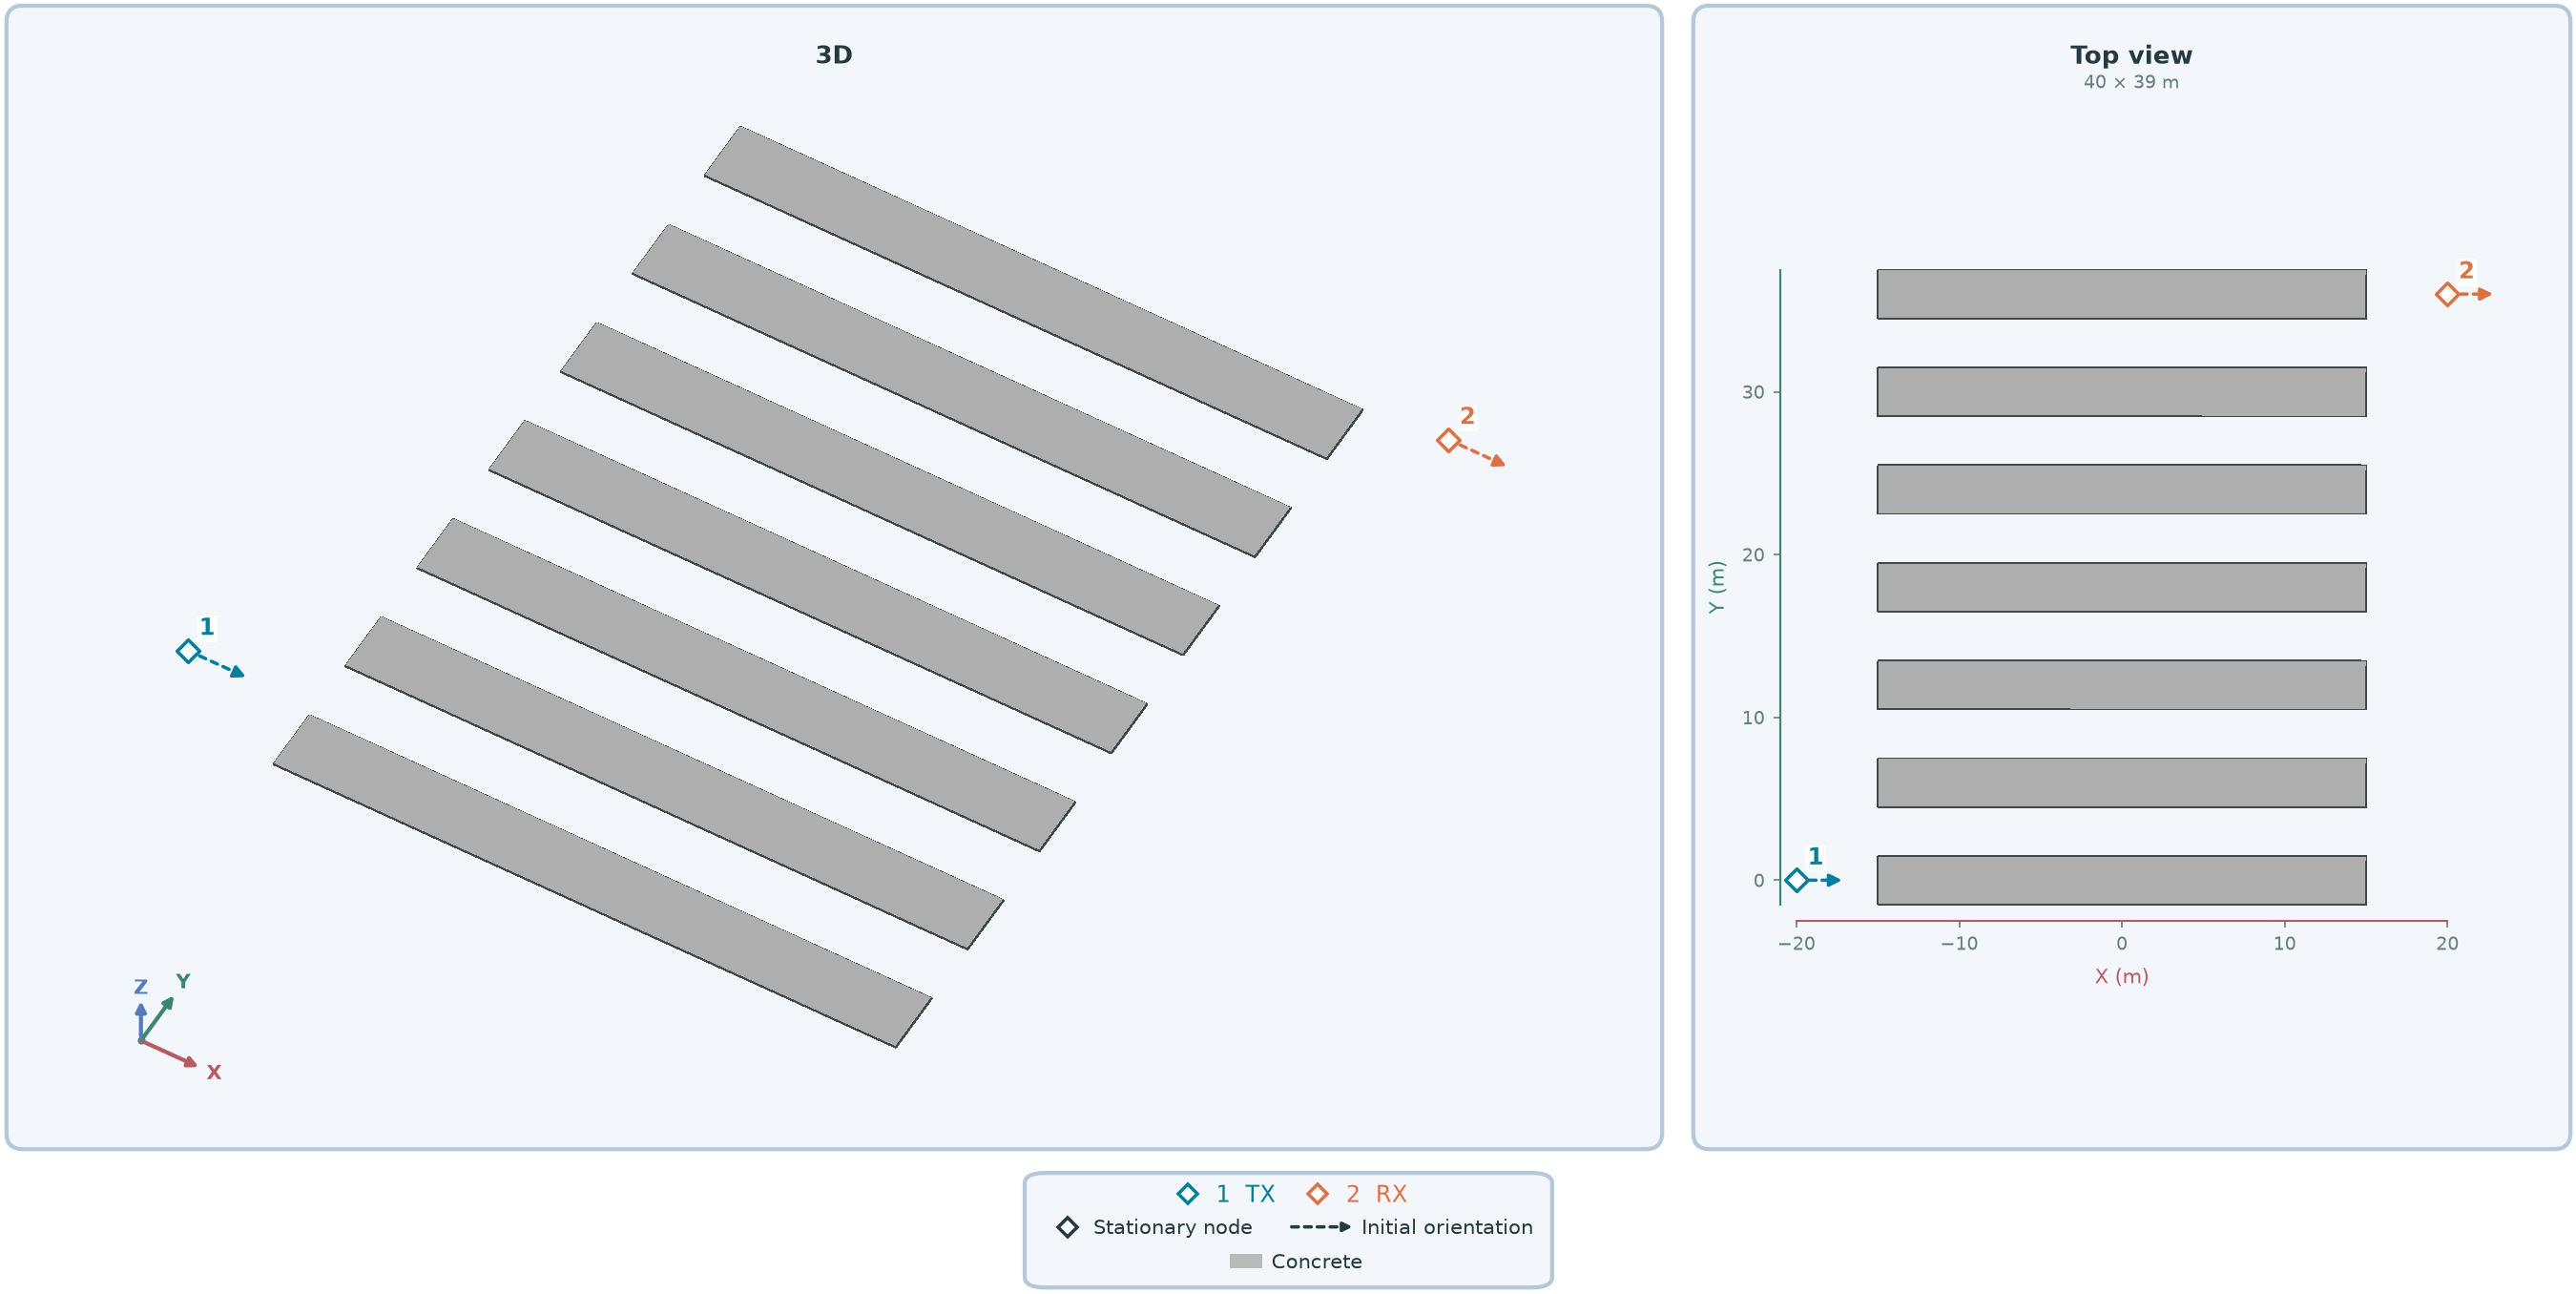 3D
2
1
Z
Y
X
Top view
40 × 39 m
2
30
20
Y (m)
10
1
0
−20
−10
0
10
20
X (m)
1 TX
2 RX
Stationary node
Initial orientation
Concrete